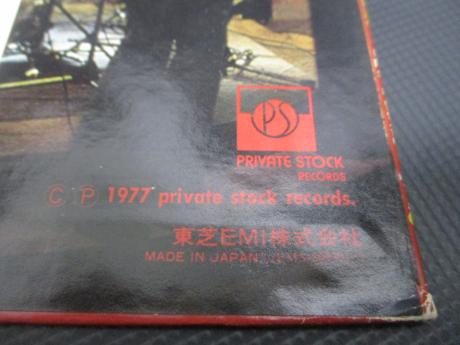 PS
PRIVATE STOCK
RECORDS
Ⓒ Ⓟ 1977 private stock records.
東芝EMI株式会社
MADE IN JAPAN